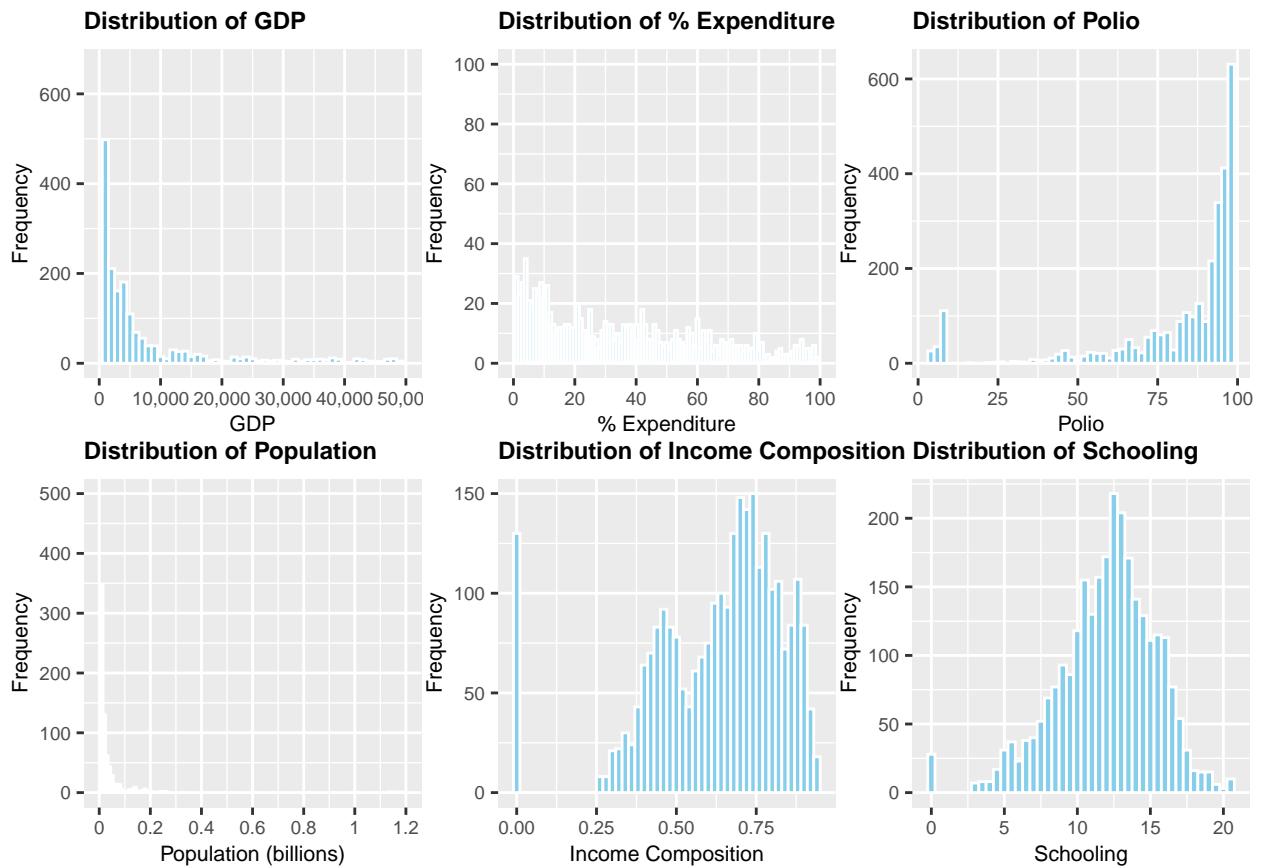 Distribution of GDP
Frequency
600
400
200
0
0 10,000 20,000 30,000 40,000 50,00
GDP
Distribution of % Expenditure
Frequency
100
80
60
40
20
0
0 20 40 60 80 100
% Expenditure
Distribution of Polio
Frequency
600
400
200
0
0 25 50 75 100
Polio
Distribution of Population
Frequency
500
400
300
200
100
0
0 0.2 0.4 0.6 0.8 1 1.2
Population (billions)
Distribution of Income Composition
Frequency
150
100
50
0
0.00 0.25 0.50 0.75
Income Composition
Distribution of Schooling
Frequency
200
150
100
50
0
0 5 10 15 20
Schooling